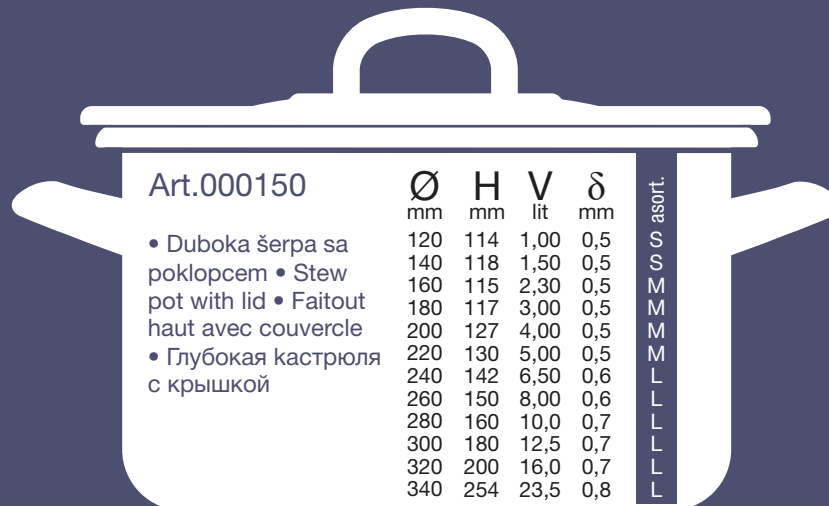 Art.000150
• Duboka šerpa sa
poklopcem • Stew
pot with lid • Faitout
haut avec couvercle
• Глубокая кастрюля
с крышкой
Ø H V δ asort.
mm mm lit mm
120 114 1,00 0,5 S
140 118 1,50 0,5 S
160 115 2,30 0,5 M
180 117 3,00 0,5 M
200 127 4,00 0,5 M
220 130 5,00 0,5 M
240 142 6,50 0,6 L
260 150 8,00 0,6 L
280 160 10,0 0,7 L
300 180 12,5 0,7 L
320 200 16,0 0,7 L
340 254 23,5 0,8 L